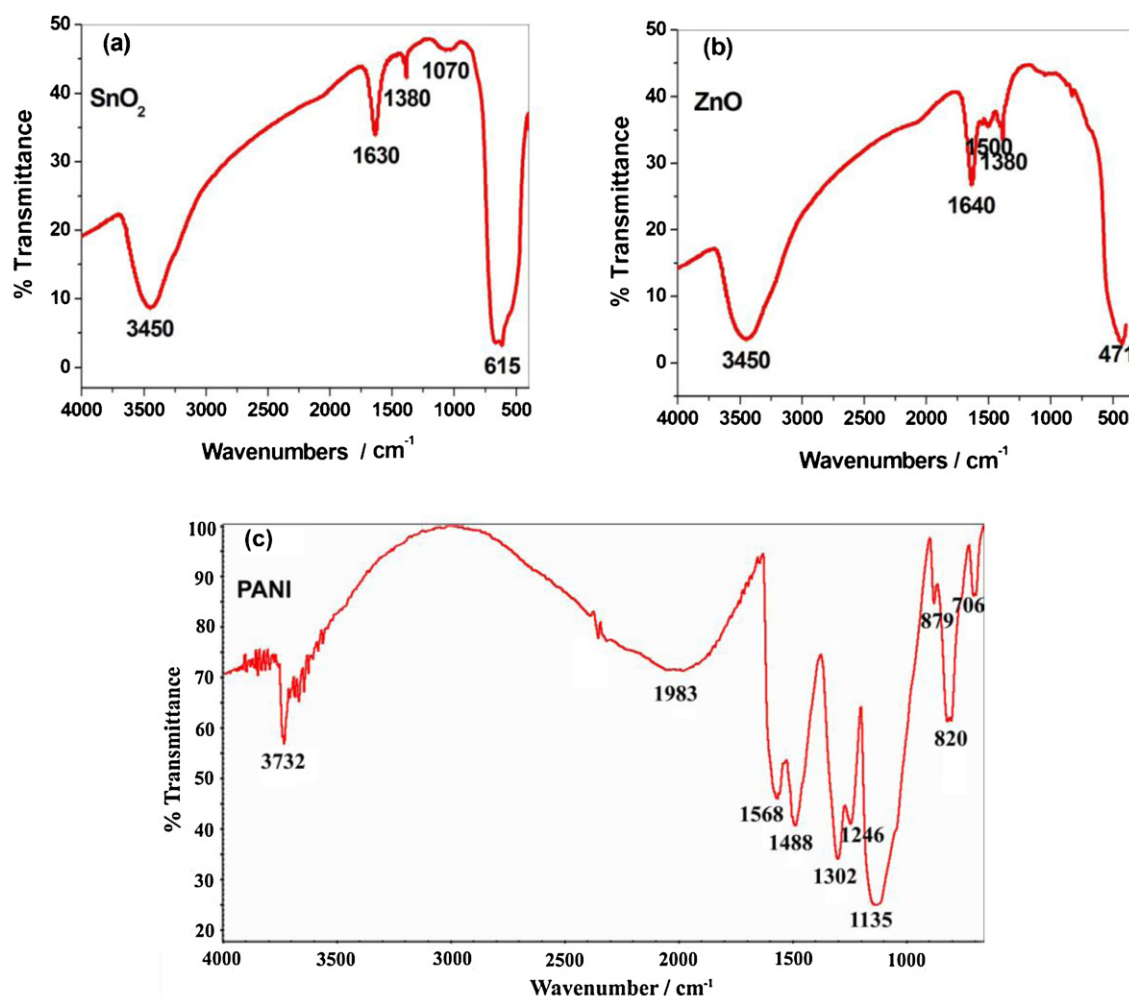 (a)
SnO2
50
40
30
20
10
0
% Transmittance
3450
1630
1380
1070
615
4000 3500 3000 2500 2000 1500 1000 500
Wavenumbers / cm-1
(b)
ZnO
50
40
30
20
10
0
% Transmittance
3450
1640
1500
1380
471
4000 3500 3000 2500 2000 1500 1000 500
Wavenumbers / cm-1
(c)
PANI
100
90
80
70
60
50
40
30
20
% Transmittance
3732
1983
1568
1488
1302
1246
1135
879
820
706
4000 3500 3000 2500 2000 1500 1000
Wavenumber / cm-1